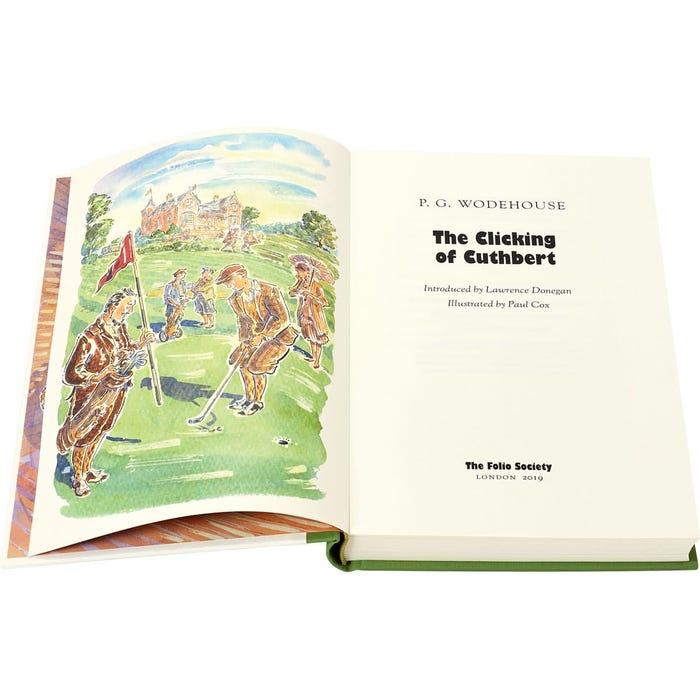 P. G. WODEHOUSE
The Clicking
of Cuthbert
Introduced by Lawrence Donegan
Illustrated by Paul Cox
The Folio Society
LONDON 2019